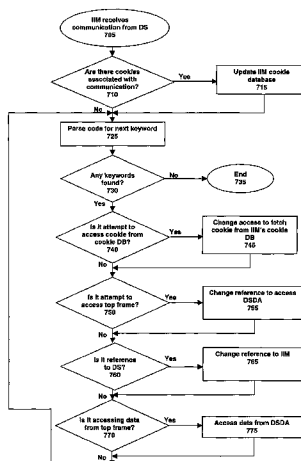 IIM receives
communication from DS
705
Are there cookies
associated with
communication?
710
Yes
Update IIM cookie
database
715
No
Parse code for next keyword
725
Any keywords
found?
730
No
End
735
Yes
Is it attempt to
access cookie from
cookie DB?
740
Yes
Change access to fetch
cookie from IIM's cookie
DB
745
No
Is it attempt to
access top frame?
750
Yes
Change reference to access
DSDA
755
No
Is it reference
to DS?
760
Yes
Change reference to IIM
765
No
Is it accessing data
from top frame?
770
Yes
Access data from DSDA
775
No